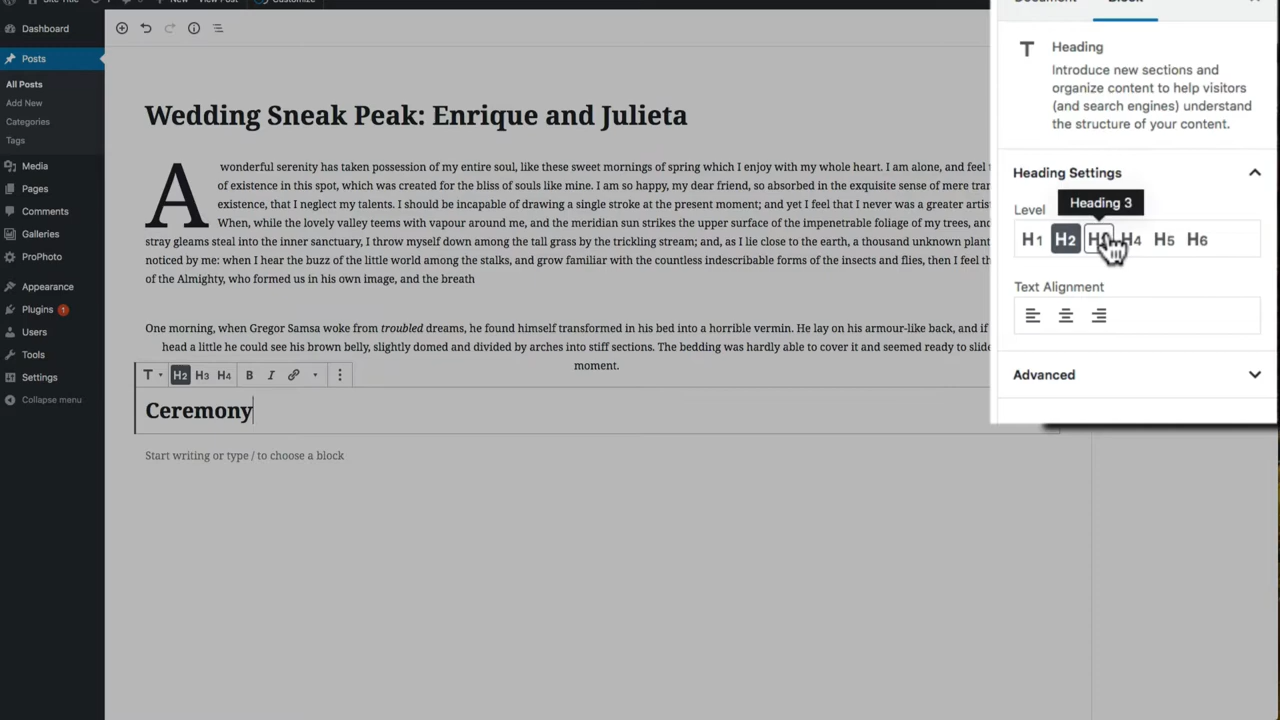 Site Title
New
View Post
Customize
Dashboard
Posts
All Posts
Add New
Categories
Tags
Media
Pages
Comments
Galleries
ProPhoto
Appearance
Plugins 1
Users
Tools
Settings
Collapse menu
Wedding Sneak Peak: Enrique and Julieta
A wonderful serenity has taken possession of my entire soul, like these sweet mornings of spring which I enjoy with my whole heart. I am alone, and feel
of existence in this spot, which was created for the bliss of souls like mine. I am so happy, my dear friend, so absorbed in the exquisite sense of mere tran
existence, that I neglect my talents. I should be incapable of drawing a single stroke at the present moment; and yet I feel that I never was a greater artis
When, while the lovely valley teems with vapour around me, and the meridian sun strikes the upper surface of the impenetrable foliage of my trees, and
stray gleams steal into the inner sanctuary, I throw myself down among the tall grass by the trickling stream; and, as I lie close to the earth, a thousand unknown plant
noticed by me: when I hear the buzz of the little world among the stalks, and grow familiar with the countless indescribable forms of the insects and flies, then I feel t
of the Almighty, who formed us in his own image, and the breath
One morning, when Gregor Samsa woke from troubled dreams, he found himself transformed in his bed into a horrible vermin. He lay on his armour-like back, and if
head a little he could see his brown belly, slightly domed and divided by arches into stiff sections. The bedding was hardly able to cover it and seemed ready to slide
moment.
T H2 H3 H4 B I
Ceremony
Start writing or type / to choose a block
Document Block
T Heading
Introduce new sections and
organize content to help visitors
(and search engines) understand
the structure of your content.
Heading Settings
Heading 3
Level
H1 H2 H4 H5 H6
Text Alignment
Advanced